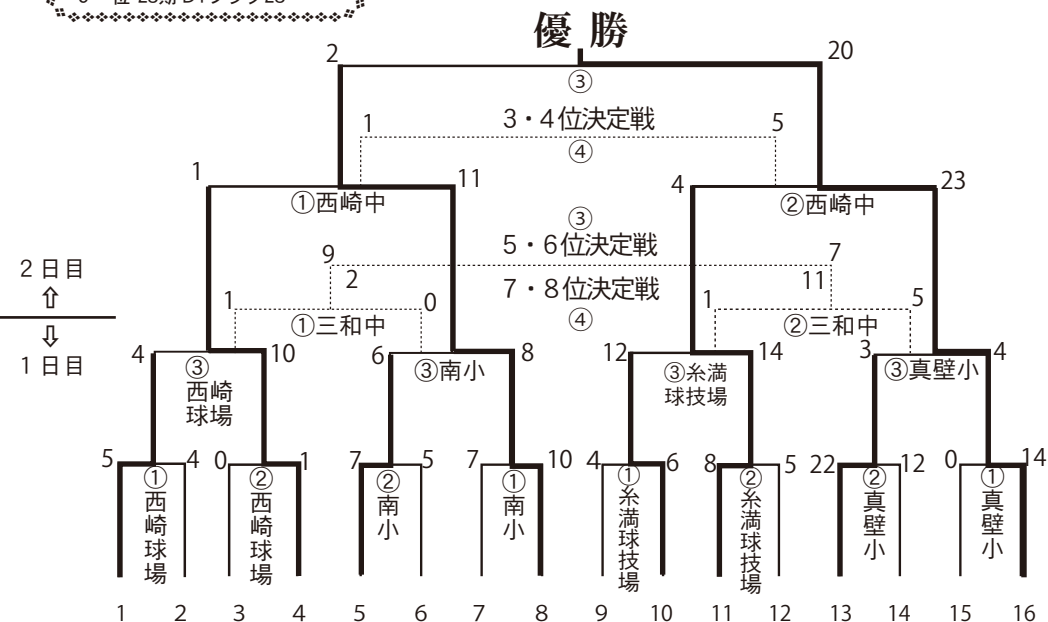 優 勝
2 20
③
1 3・4位決定戦 5
④
1 11 4 23
①西崎中 ②西崎中
③
5・6位決定戦
9 7
2 11
7・8位決定戦
④
1 0 1 5
①三和中 ②三和中
2日目
⇧
⇩
1日目
4 10 6 8 12 14 3 4
③西崎球場
③南小
③糸満球技場
③真壁小
5 4 0 1 7 5 7 10 4 6 8 5 22 12 0 14
①西崎球場
②西崎球場
②南小
①南小
①糸満球技場
②糸満球技場
②真壁小
①真壁小
1 2 3 4 5 6 7 8 9 10 11 12 13 14 15 16